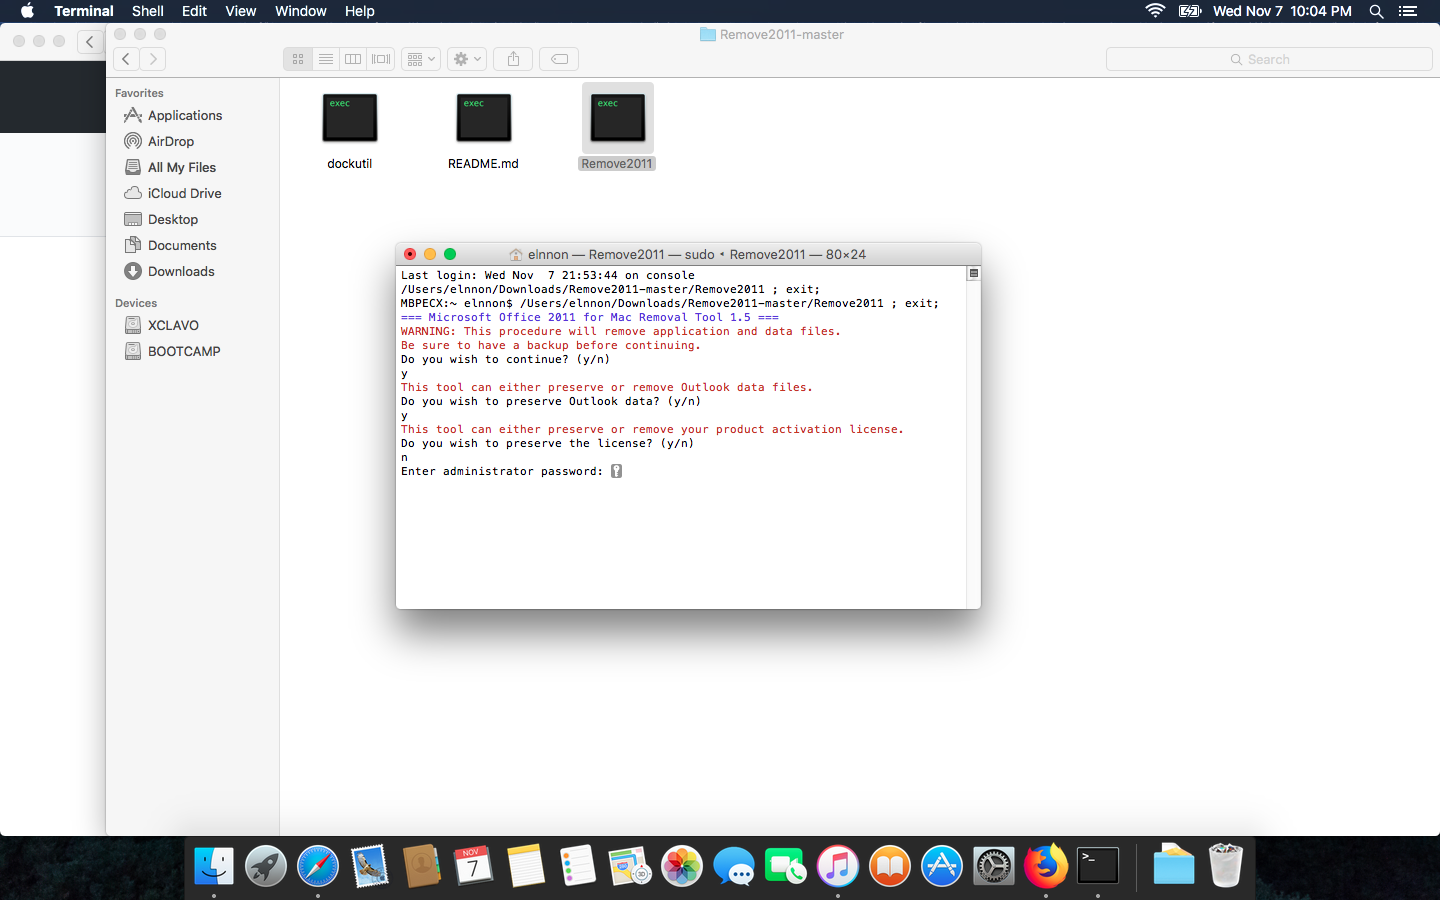 Terminal Shell Edit View Window Help Wed Nov 7 10:04 PM
Remove2011-master
Search
Favorites
Applications
AirDrop
All My Files
iCloud Drive
Desktop
Documents
Downloads
Devices
XCLAVO
BOOTCAMP
exec exec exec
dockutil README.md Remove2011
elnnon — Remove2011 — sudo ◂ Remove2011 — 80×24
Last login: Wed Nov  7 21:53:44 on console
/Users/elnnon/Downloads/Remove2011-master/Remove2011 ; exit;
MBPECX:~ elnnon$ /Users/elnnon/Downloads/Remove2011-master/Remove2011 ; exit;
=== Microsoft Office 2011 for Mac Removal Tool 1.5 ===
WARNING: This procedure will remove application and data files.
Be sure to have a backup before continuing.
Do you wish to continue? (y/n)
y
This tool can either preserve or remove Outlook data files.
Do you wish to preserve Outlook data? (y/n)
y
This tool can either preserve or remove your product activation license.
Do you wish to preserve the license? (y/n)
n
Enter administrator password:
NOV
7
>_